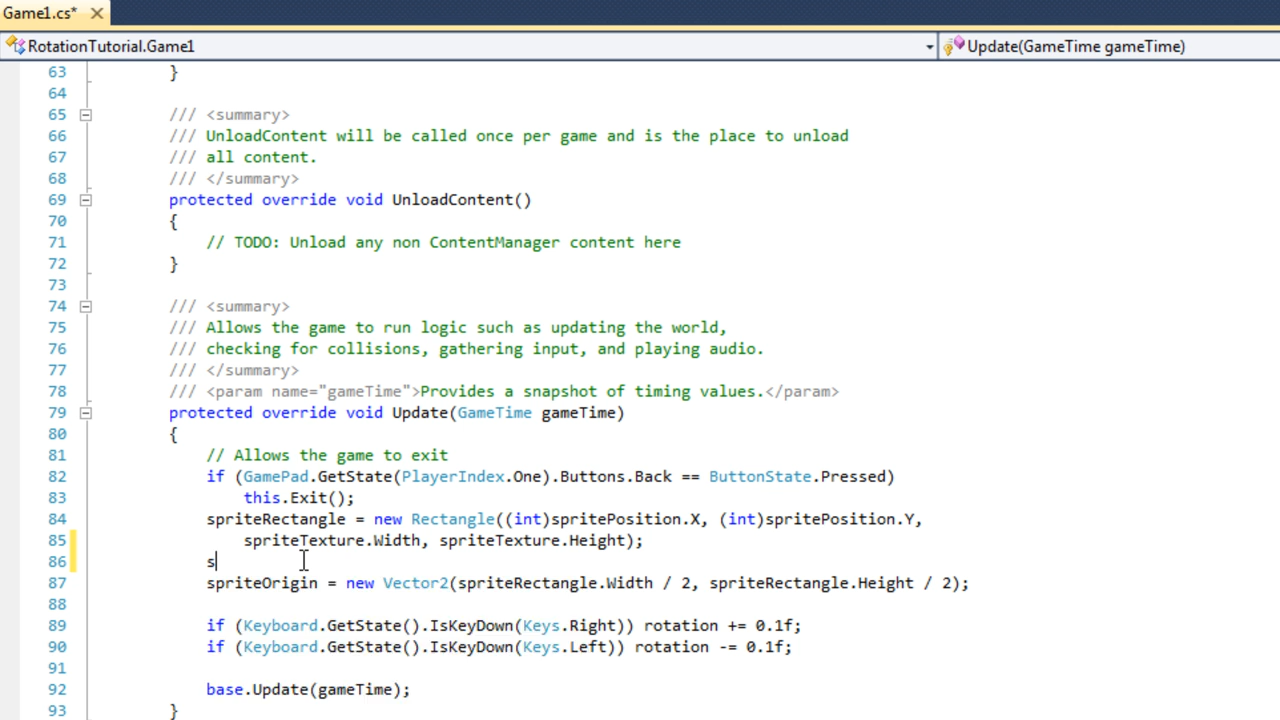 Game1.cs*
RotationTutorial.Game1 Update(GameTime gameTime)
63 }
64
65 /// <summary>
66 /// UnloadContent will be called once per game and is the place to unload
67 /// all content.
68 /// </summary>
69 protected override void UnloadContent()
70 {
71 // TODO: Unload any non ContentManager content here
72 }
73
74 /// <summary>
75 /// Allows the game to run logic such as updating the world,
76 /// checking for collisions, gathering input, and playing audio.
77 /// </summary>
78 /// <param name="gameTime">Provides a snapshot of timing values.</param>
79 protected override void Update(GameTime gameTime)
80 {
81 // Allows the game to exit
82 if (GamePad.GetState(PlayerIndex.One).Buttons.Back == ButtonState.Pressed)
83 this.Exit();
84 spriteRectangle = new Rectangle((int)spritePosition.X, (int)spritePosition.Y,
85 spriteTexture.Width, spriteTexture.Height);
86 s
87 spriteOrigin = new Vector2(spriteRectangle.Width / 2, spriteRectangle.Height / 2);
88
89 if (Keyboard.GetState().IsKeyDown(Keys.Right)) rotation += 0.1f;
90 if (Keyboard.GetState().IsKeyDown(Keys.Left)) rotation -= 0.1f;
91
92 base.Update(gameTime);
93 }